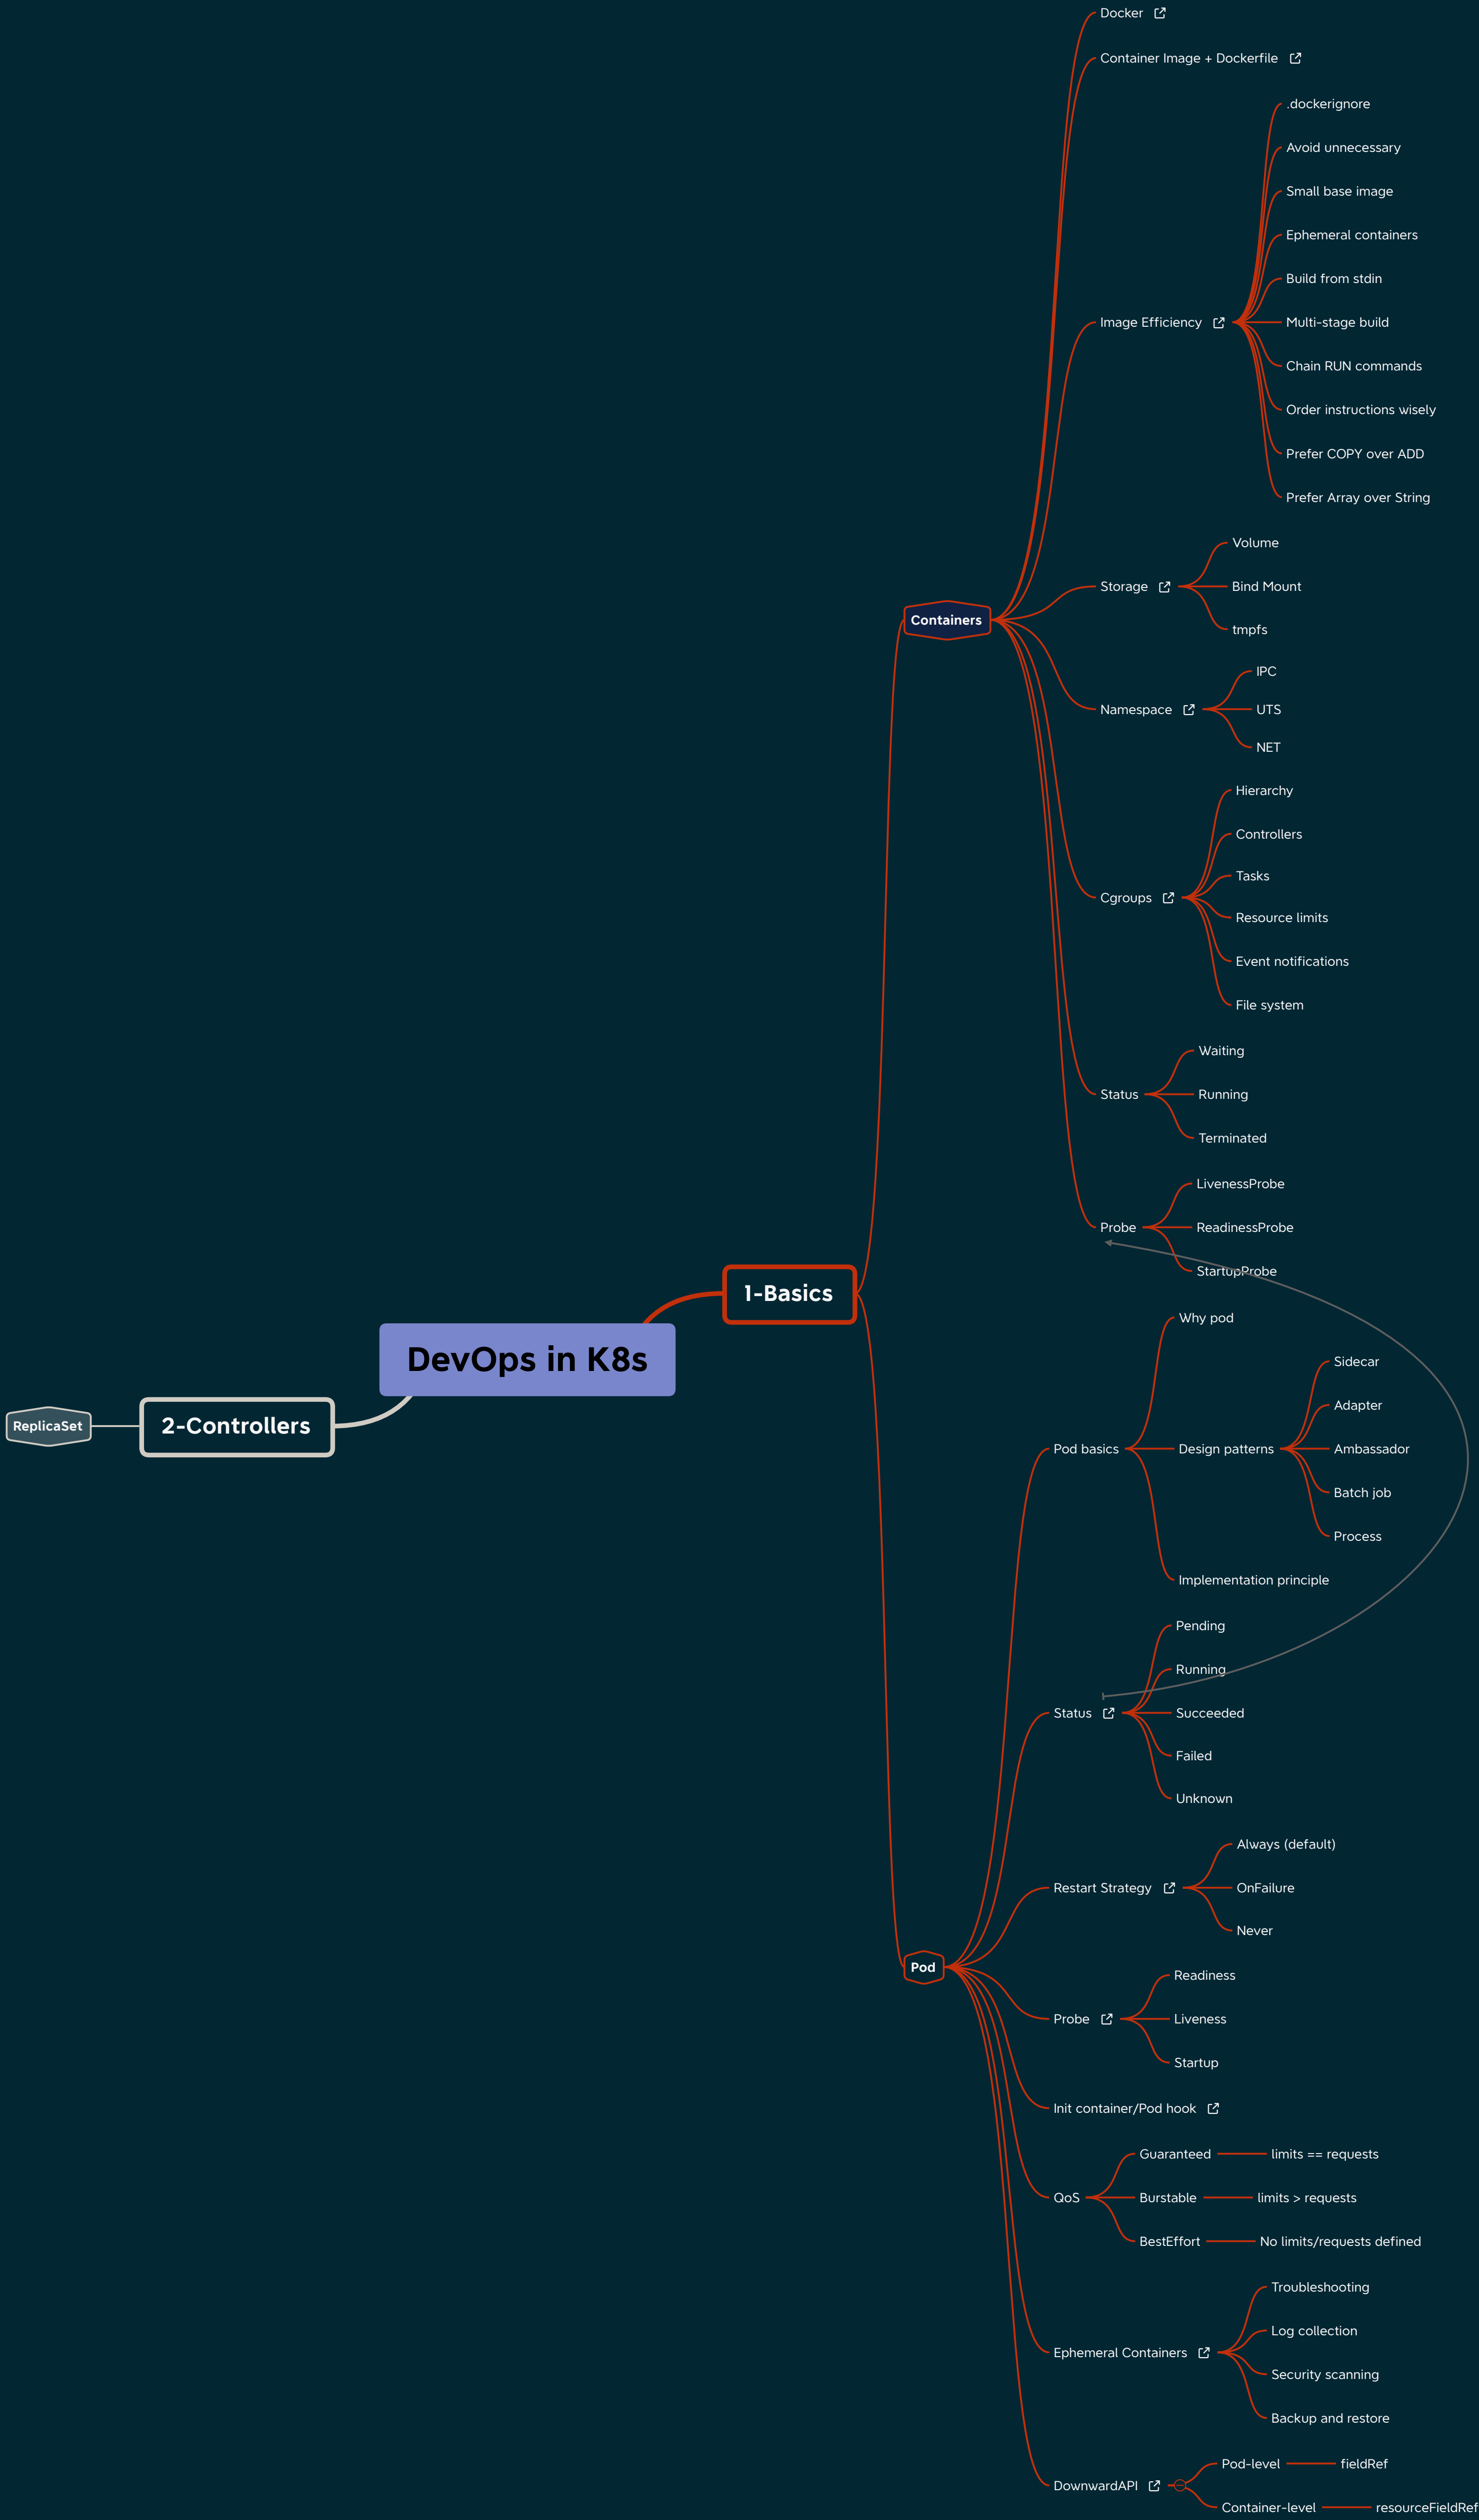 Docker
Container Image + Dockerfile
.dockerignore
Avoid unnecessary
Small base image
Ephemeral containers
Build from stdin
Image Efficiency
Multi-stage build
Chain RUN commands
Order instructions wisely
Prefer COPY over ADD
Prefer Array over String
Volume
Storage
Bind Mount
tmpfs
Containers
IPC
Namespace
UTS
NET
Hierarchy
Controllers
Tasks
Cgroups
Resource limits
Event notifications
File system
Waiting
Status
Running
Terminated
LivenessProbe
Probe
ReadinessProbe
StartupProbe
1-Basics
DevOps in K8s
2-Controllers
ReplicaSet
Why pod
Sidecar
Adapter
Pod basics
Design patterns
Ambassador
Batch job
Process
Implementation principle
Pending
Running
Status
Succeeded
Failed
Unknown
Always (default)
Restart Strategy
OnFailure
Never
Pod
Readiness
Probe
Liveness
Startup
Init container/Pod hook
Guaranteed
limits == requests
QoS
Burstable
limits > requests
BestEffort
No limits/requests defined
Troubleshooting
Log collection
Ephemeral Containers
Security scanning
Backup and restore
Pod-level
fieldRef
DownwardAPI
Container-level
resourceFieldRef